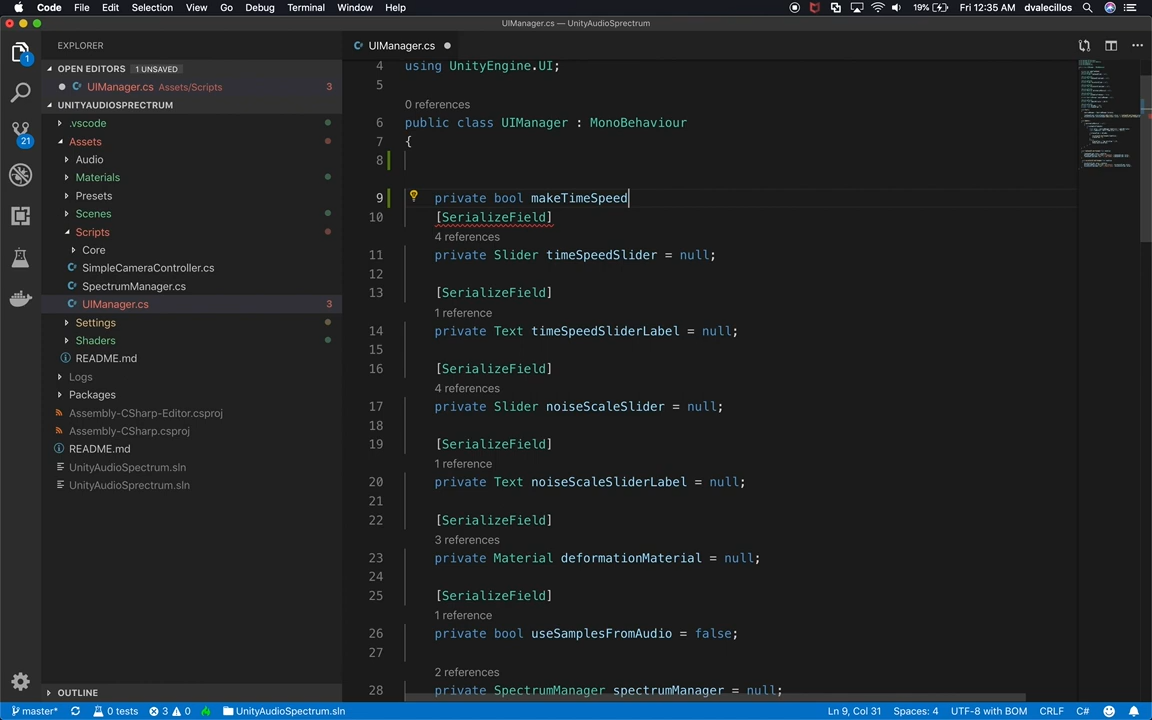 Code File Edit Selection View Go Debug Terminal Window Help 19% Fri 12:35 AM dvalecillos
UIManager.cs — UnityAudioSpectrum
EXPLORER
OPEN EDITORS 1 UNSAVED
UIManager.cs Assets/Scripts 3
UNITYAUDIOSPRECTRUM
.vscode
Assets
Audio
Materials
Presets
Scenes
Scripts
Core
SimpleCameraController.cs
SpectrumManager.cs
UIManager.cs 3
Settings
Shaders
README.md
Logs
Packages
Assembly-CSharp-Editor.csproj
Assembly-CSharp.csproj
README.md
UnityAudioSpectrum.sln
UnityAudioSprectrum.sln
OUTLINE
1
21
UIManager.cs
4 using UnityEngine.UI;
5
0 references
6 public class UIManager : MonoBehaviour
7 {
8
9 private bool makeTimeSpeed
10 [SerializeField]
4 references
11 private Slider timeSpeedSlider = null;
12
13 [SerializeField]
1 reference
14 private Text timeSpeedSliderLabel = null;
15
16 [SerializeField]
4 references
17 private Slider noiseScaleSlider = null;
18
19 [SerializeField]
1 reference
20 private Text noiseScaleSliderLabel = null;
21
22 [SerializeField]
3 references
23 private Material deformationMaterial = null;
24
25 [SerializeField]
1 reference
26 private bool useSamplesFromAudio = false;
27
2 references
28 private SpectrumManager spectrumManager = null;
master* 0 tests 3 0 UnityAudioSpectrum.sln Ln 9, Col 31 Spaces: 4 UTF-8 with BOM CRLF C#